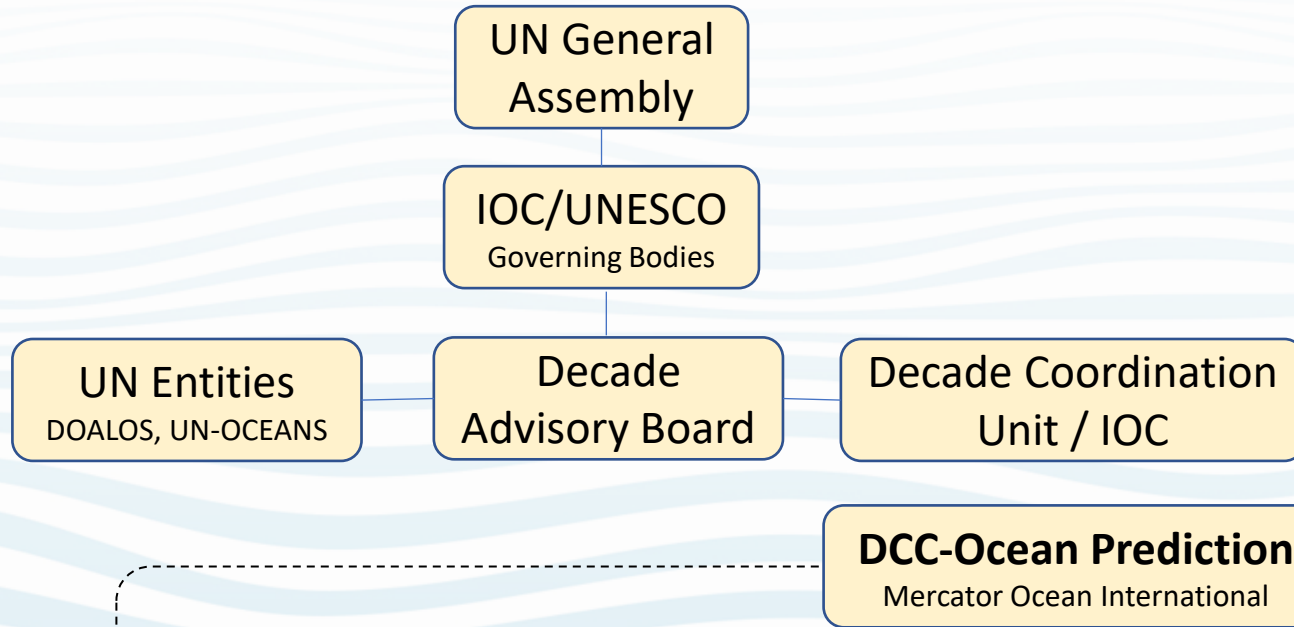 UN General
Assembly
IOC/UNESCO
Governing Bodies
UN Entities
DOALOS, UN-OCEANS
Decade
Advisory Board
Decade Coordination
Unit / IOC
DCC-Ocean Prediction
Mercator Ocean International